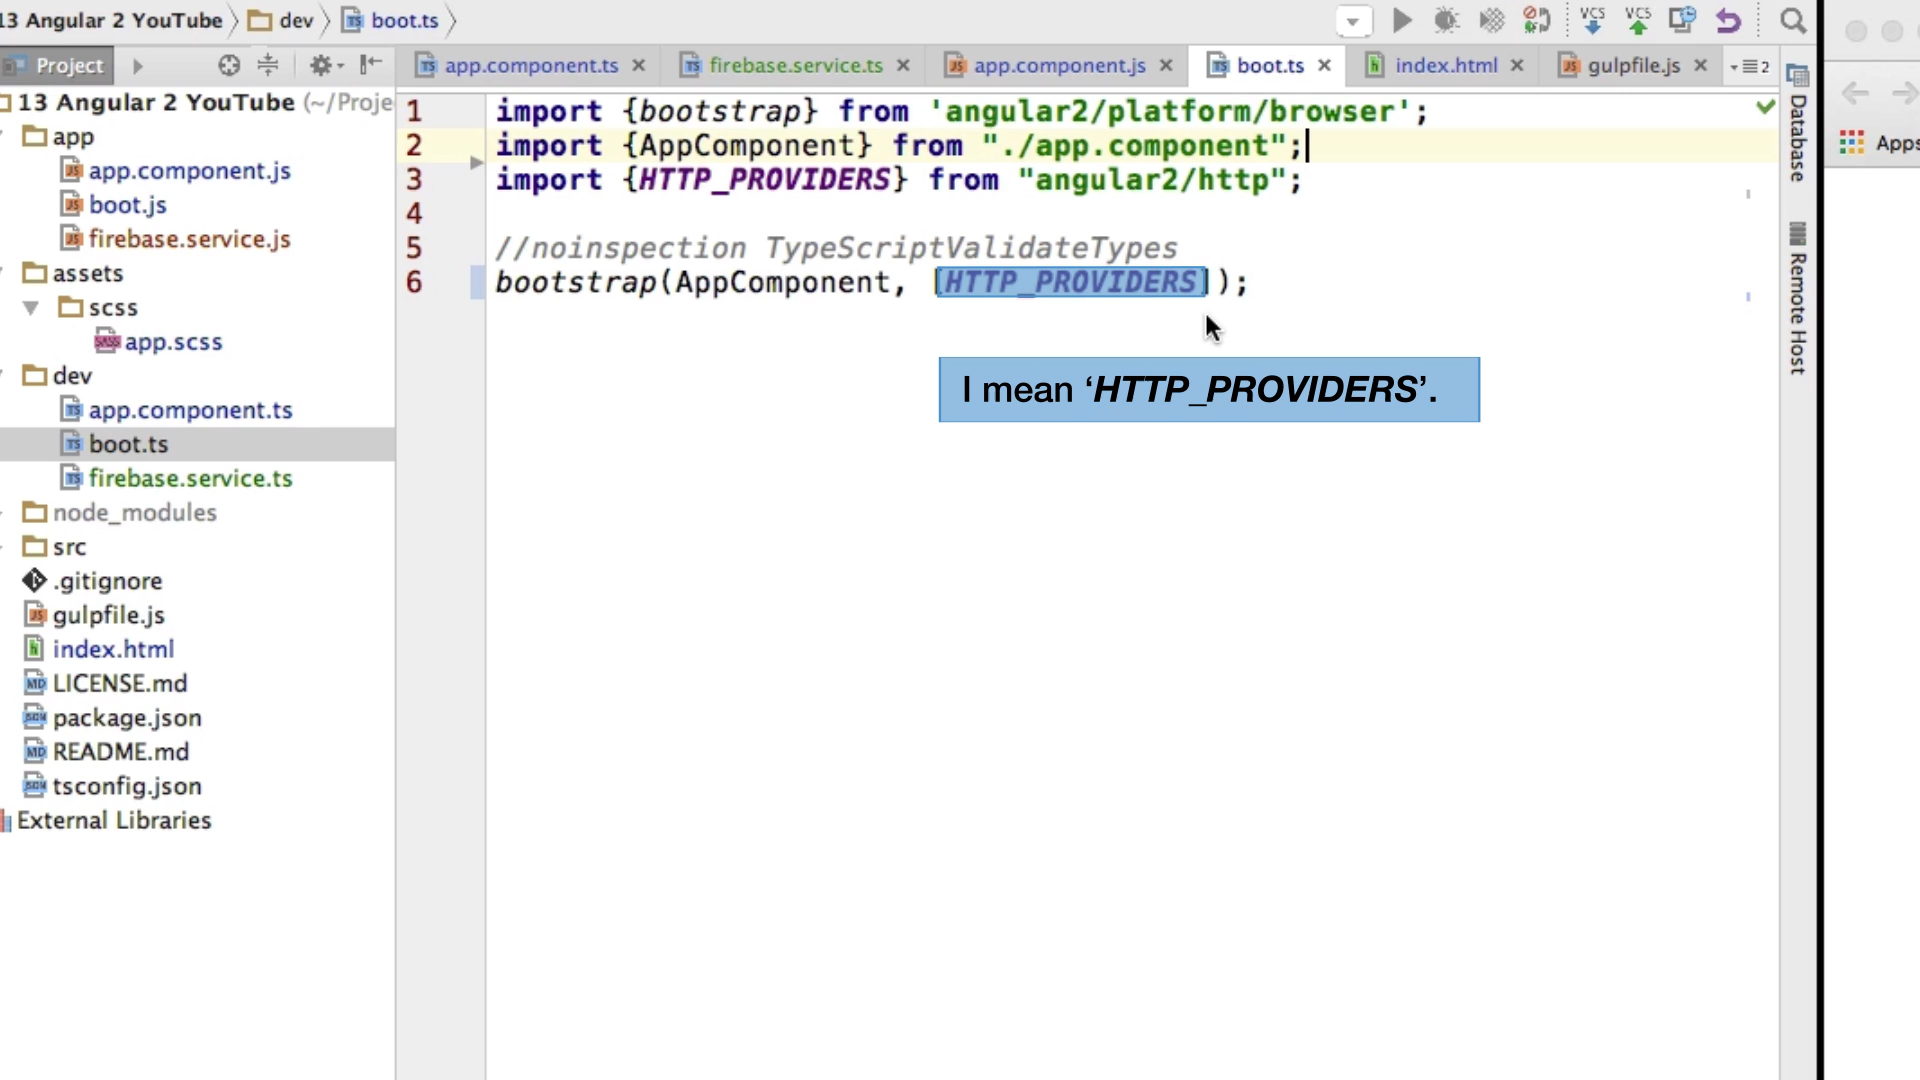 13 Angular 2 YouTube dev boot.ts
VCS VCS
Project
app.component.ts firebase.service.ts app.component.js boot.ts index.html gulpfile.js 2
13 Angular 2 YouTube (~/Proje
app
app.component.js
boot.js
firebase.service.js
assets
scss
app.scss
dev
app.component.ts
boot.ts
firebase.service.ts
node_modules
src
.gitignore
gulpfile.js
index.html
LICENSE.md
package.json
README.md
tsconfig.json
External Libraries
1 import {bootstrap} from 'angular2/platform/browser';
2 import {AppComponent} from "./app.component";
3 import {HTTP_PROVIDERS} from "angular2/http";
4
5 //noinspection TypeScriptValidateTypes
6 bootstrap(AppComponent, [HTTP_PROVIDERS]);
I mean ‘HTTP_PROVIDERS’.
Database
Remote Host
Apps